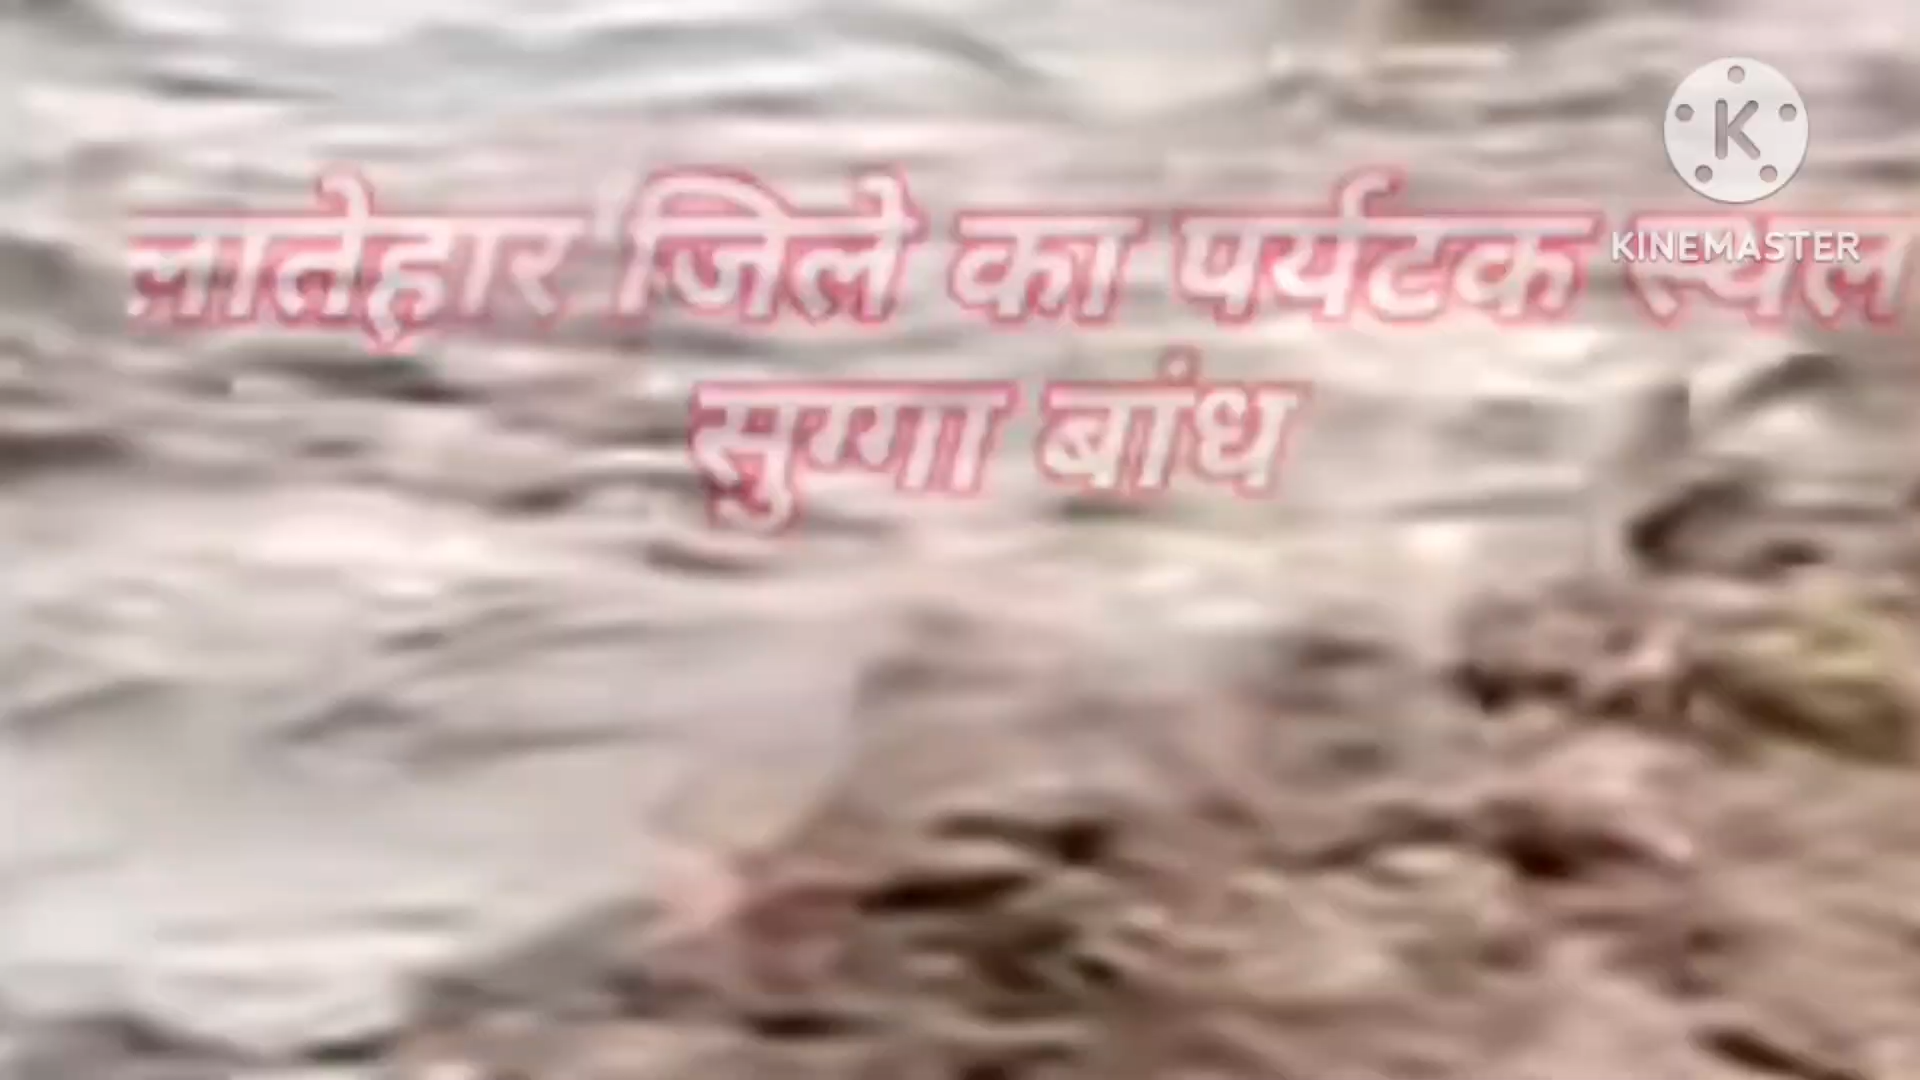 लातेहार जिले का पर्यटक स्थल
सुग्गा बांध
K
KINEMASTER